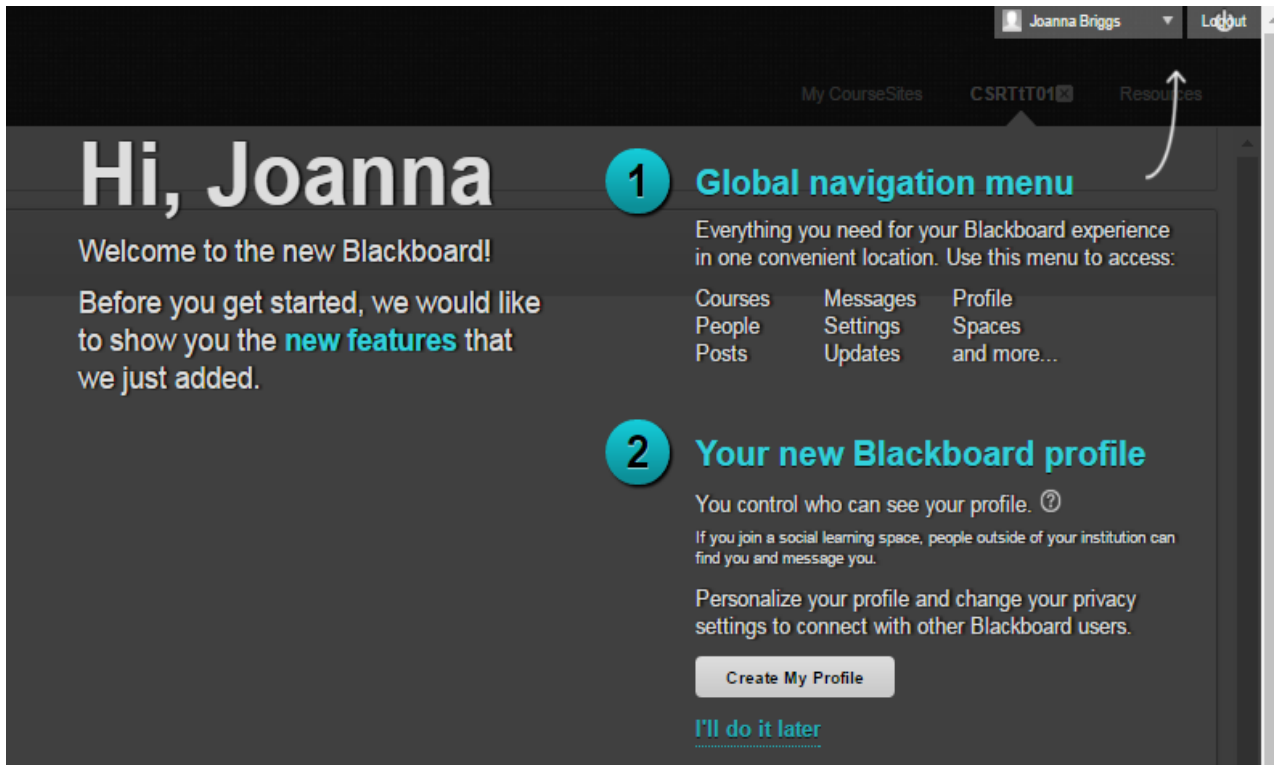 Joanna Briggs Logout
My CourseSites CSRTtT01 Resources
Hi, Joanna
Welcome to the new Blackboard!
Before you get started, we would like
to show you the new features that
we just added.
1 Global navigation menu
Everything you need for your Blackboard experience
in one convenient location. Use this menu to access:
Courses Messages Profile
People Settings Spaces
Posts Updates and more...
2 Your new Blackboard profile
You control who can see your profile. ?
If you join a social learning space, people outside of your institution can
find you and message you.
Personalize your profile and change your privacy
settings to connect with other Blackboard users.
Create My Profile
I'll do it later